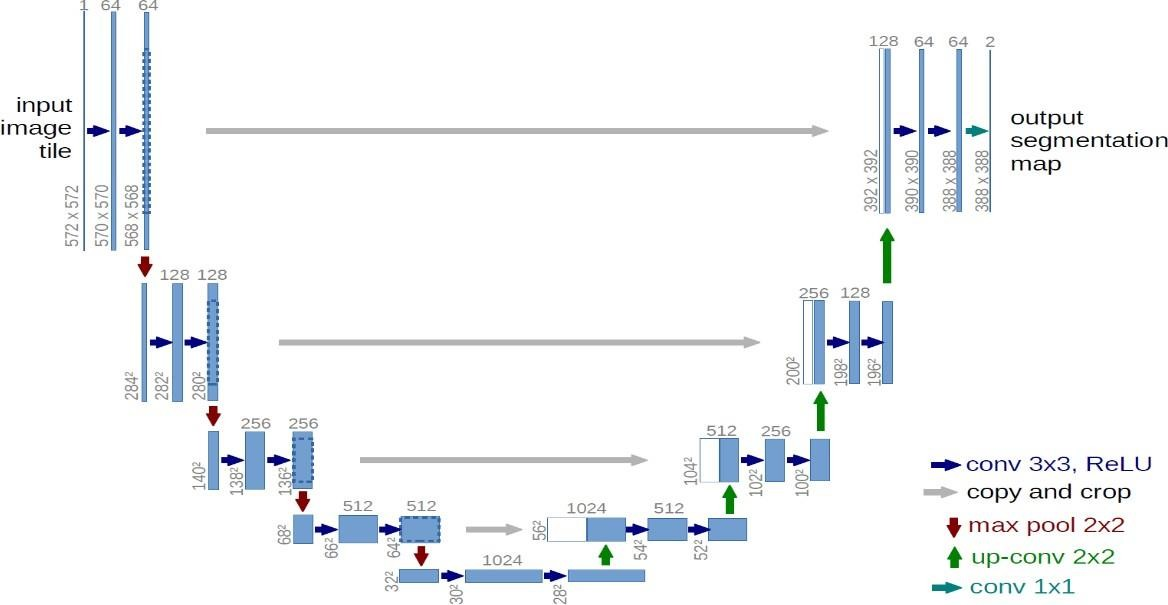 1 64 64
128 64 64 2
input
image
tile
output
segmentation
map
572 x 572
570 x 570
568 x 568
392 x 392
390 x 390
388 x 388
388 x 388
128 128
256 128
284²
282²
280²
200²
198²
196²
256 256
512 256
140²
138²
136²
104²
102²
100²
conv 3x3, ReLU
copy and crop
max pool 2x2
up-conv 2x2
conv 1x1
512 512
1024 512
68²
66²
64²
56²
54²
52²
1024
32²
30²
28²